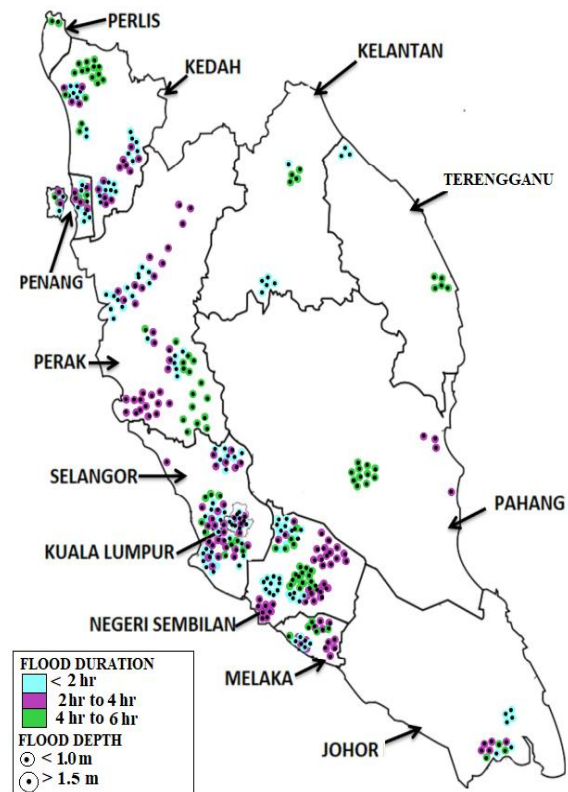 PERLIS
KEDAH
KELANTAN
TERENGGANU
PENANG
PERAK
SELANGOR
PAHANG
KUALA LUMPUR
NEGERI SEMBILAN
MELAKA
JOHOR
FLOOD DURATION
< 2 hr
2hr to 4 hr
4 hr to 6 hr
FLOOD DEPTH
< 1.0 m
> 1.5 m